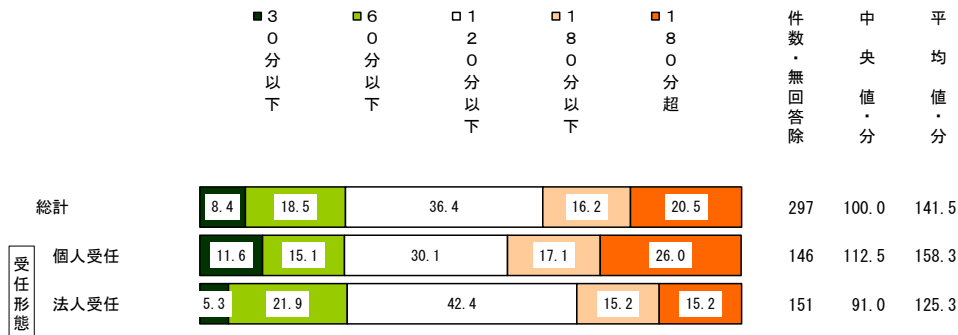 30分以下
60分以下
120分以下
180分以下
180分超
件数・無回答除
中央値・分
平均値・分
総計 8.4 18.5 36.4 16.2 20.5 297 100.0 141.5
受任形態
個人受任 11.6 15.1 30.1 17.1 26.0 146 112.5 158.3
法人受任 5.3 21.9 42.4 15.2 15.2 151 91.0 125.3